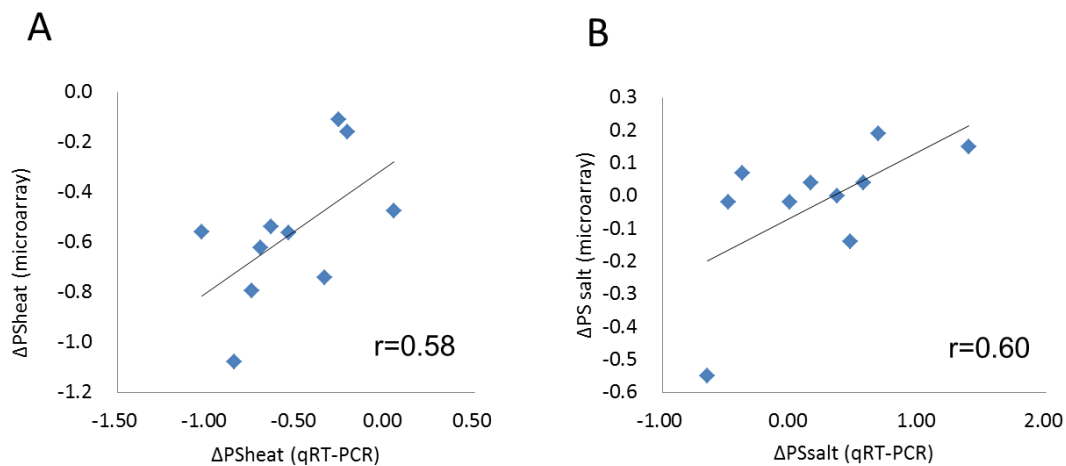 A
0.0
-0.2
-0.4
-0.6
-0.8
-1.0
-1.2
-1.50 -1.00 -0.50 0.00 0.50
ΔPSheat (microarray)
ΔPSheat (qRT-PCR)
r=0.58
B
0.3
0.2
0.1
0.0
-0.1
-0.2
-0.3
-0.4
-0.5
-0.6
-1.00 0.00 1.00 2.00
ΔPS salt (microarray)
ΔPSsalt (qRT-PCR)
r=0.60